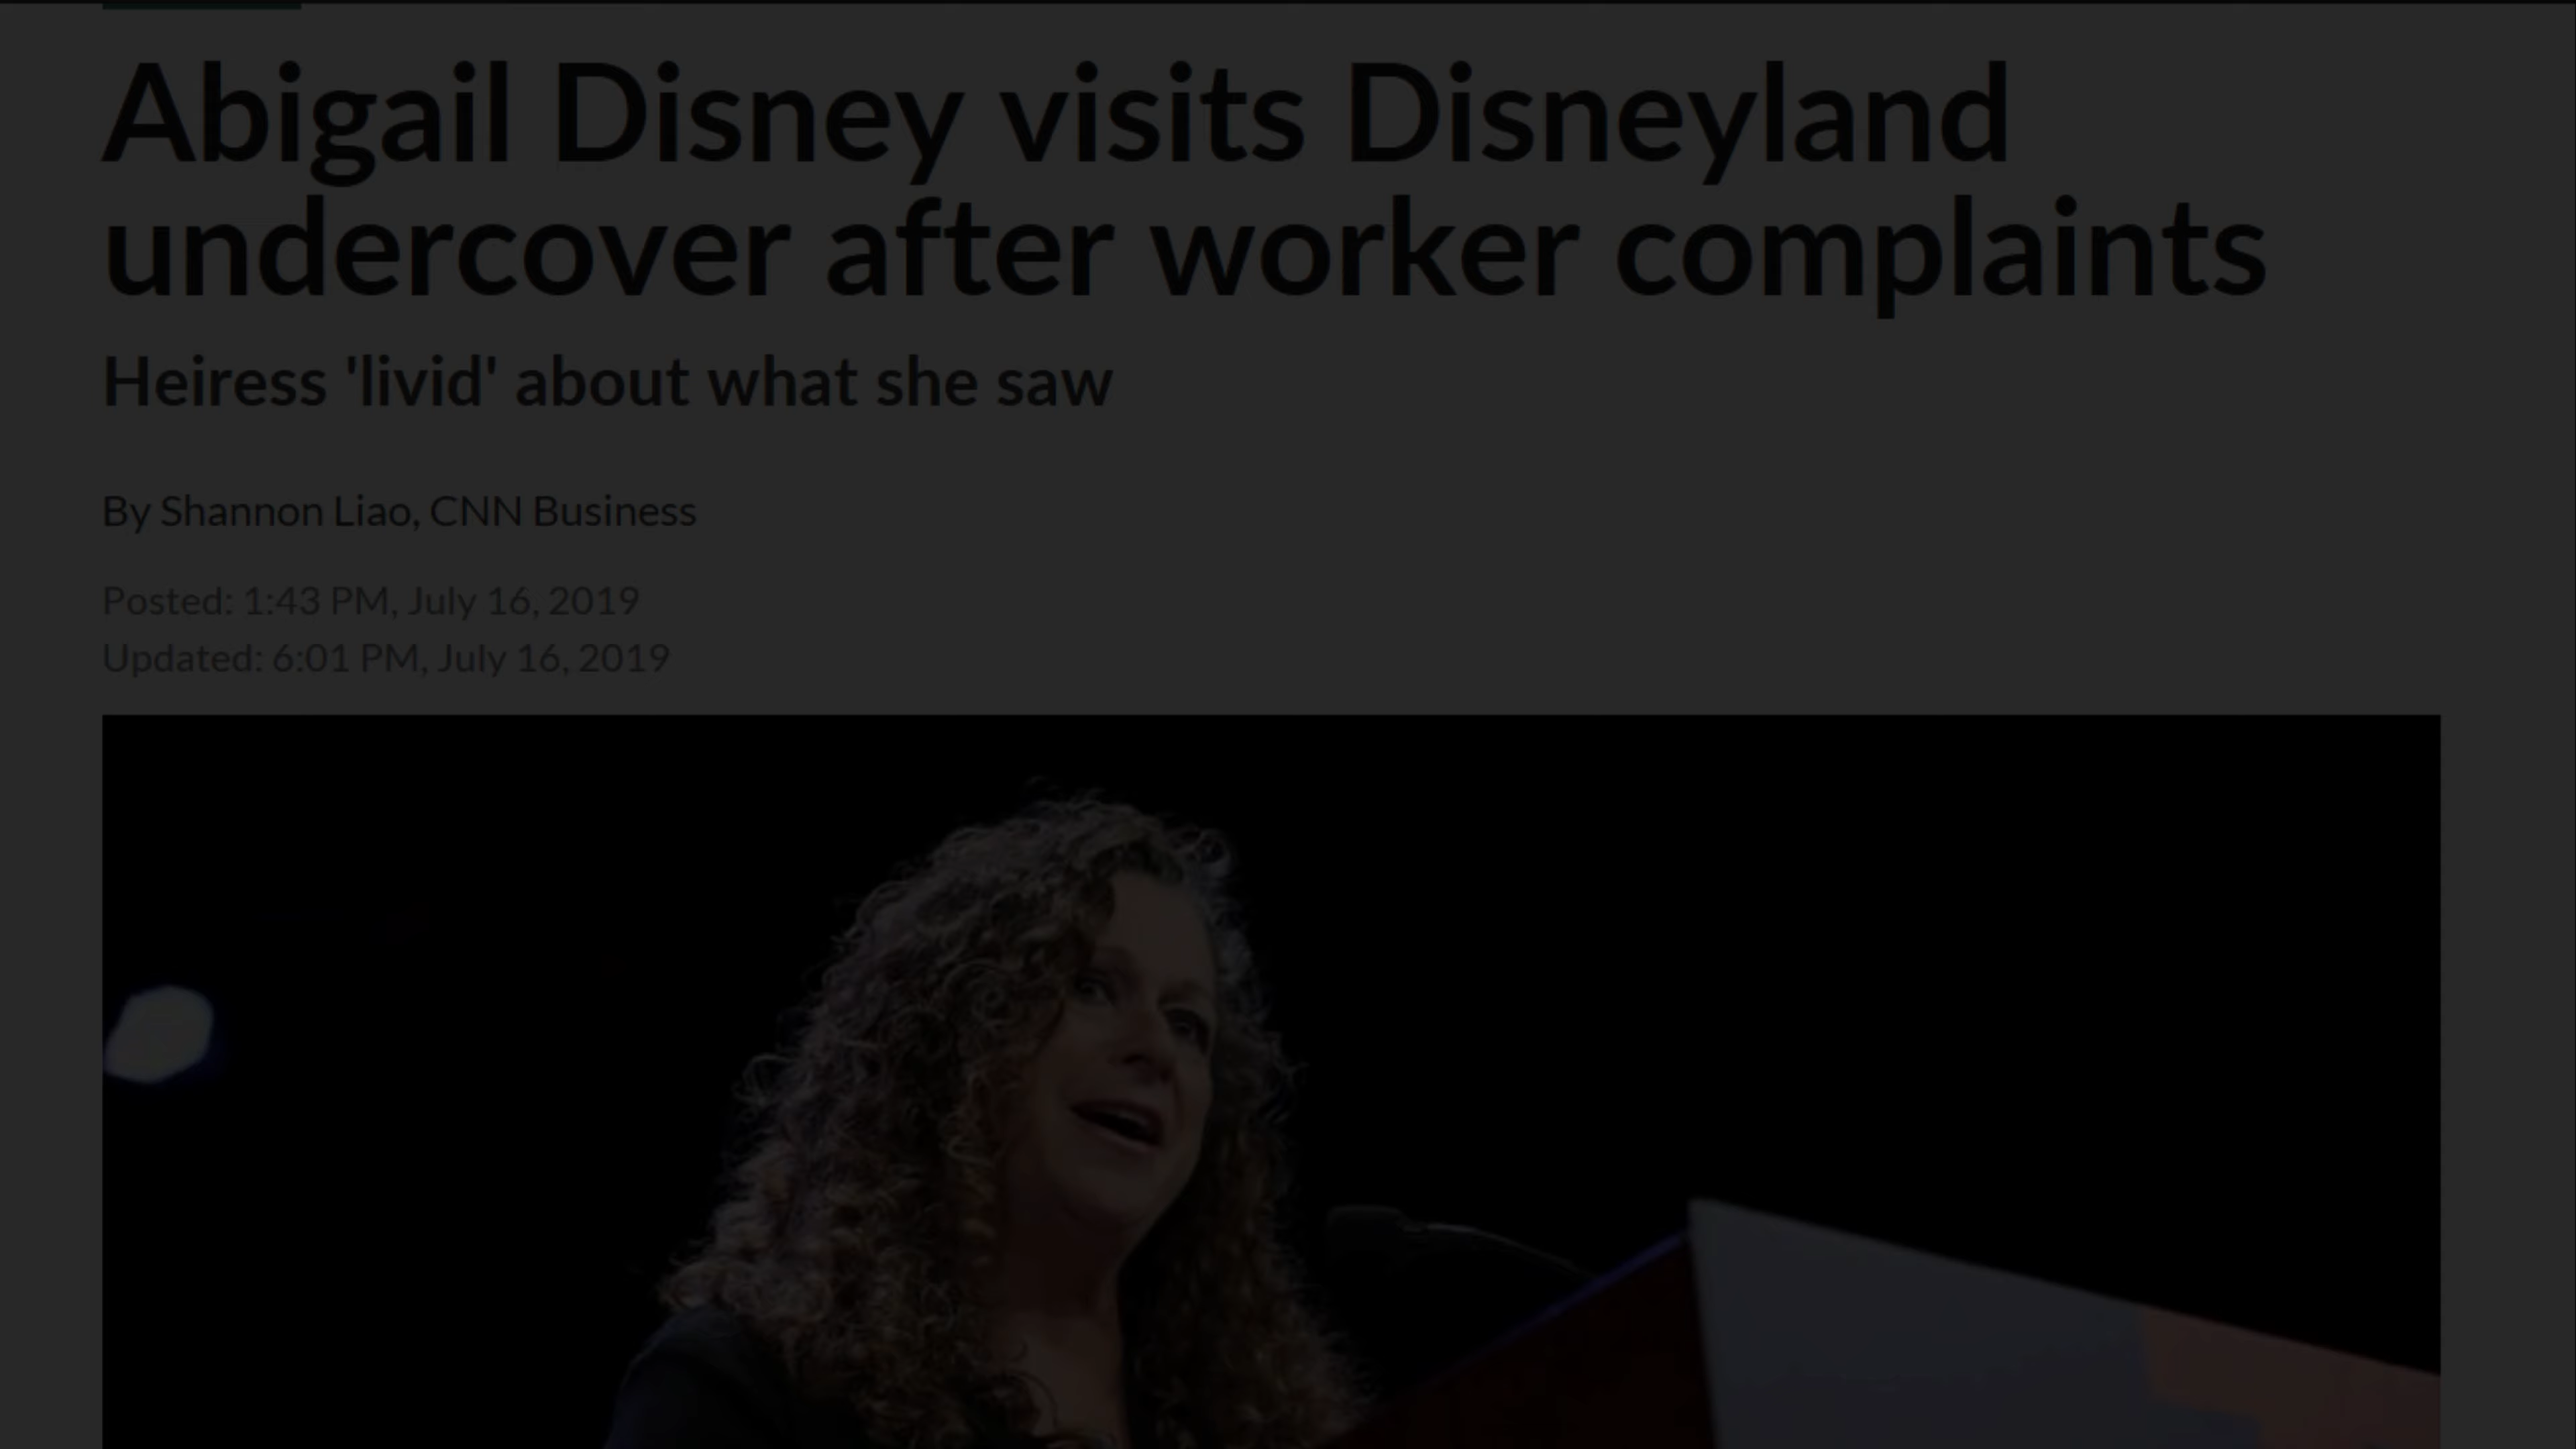 Abigail Disney visits Disneyland
undercover after worker complaints
Heiress 'livid' about what she saw
By Shannon Liao, CNN Business
Posted: 1:43 PM, July 16, 2019
Updated: 6:01 PM, July 16, 2019